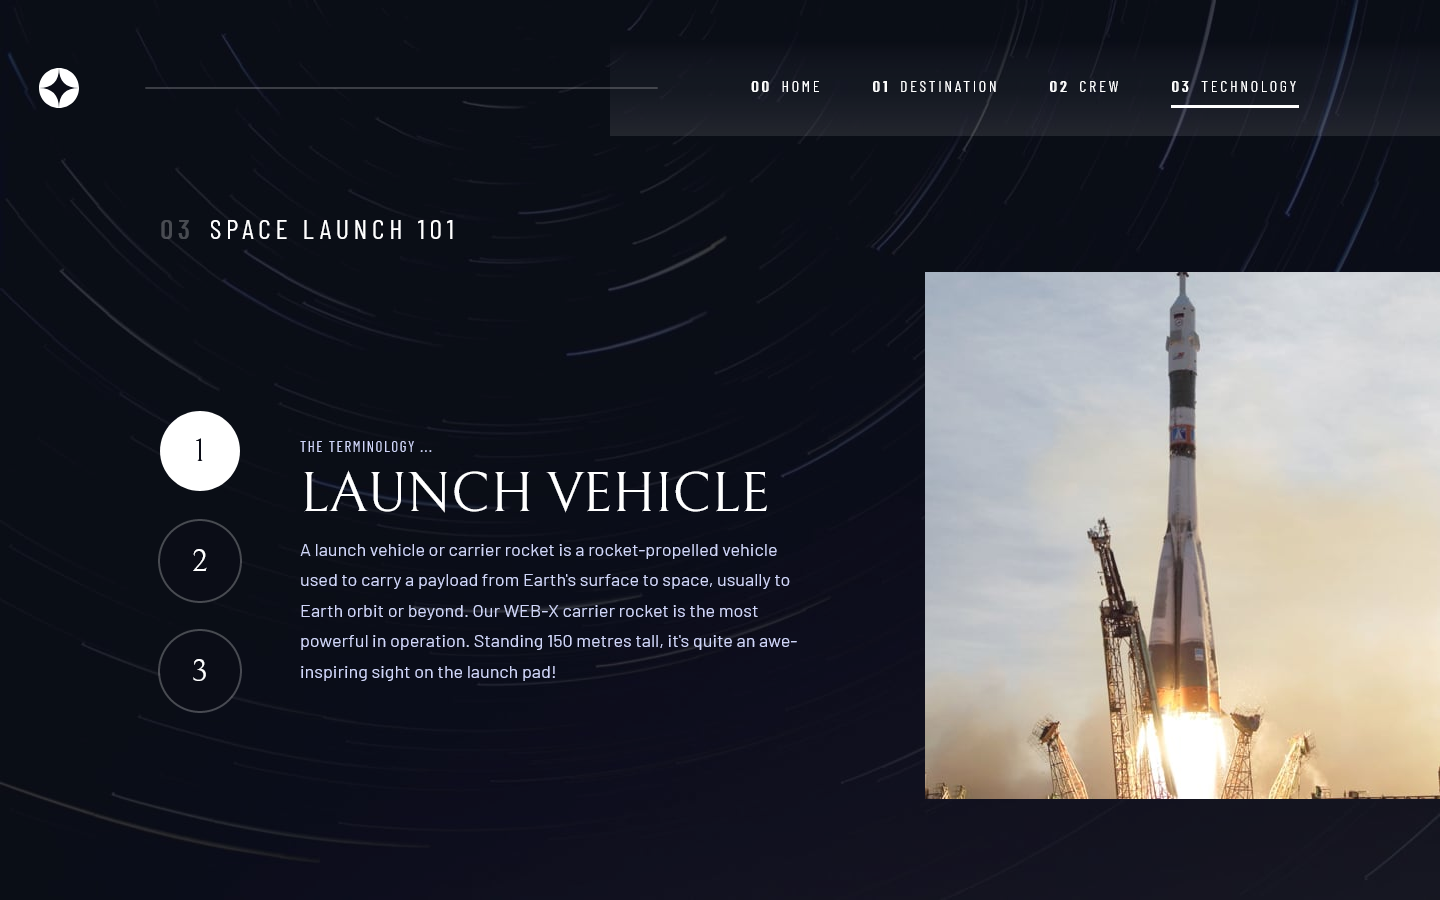 00 HOME 01 DESTINATION 02 CREW 03 TECHNOLOGY
03 SPACE LAUNCH 101
1
THE TERMINOLOGY ...
LAUNCH VEHICLE
A launch vehicle or carrier rocket is a rocket-propelled vehicle
used to carry a payload from Earth's surface to space, usually to
Earth orbit or beyond. Our WEB-X carrier rocket is the most
powerful in operation. Standing 150 metres tall, it's quite an awe-
inspiring sight on the launch pad!
2
3